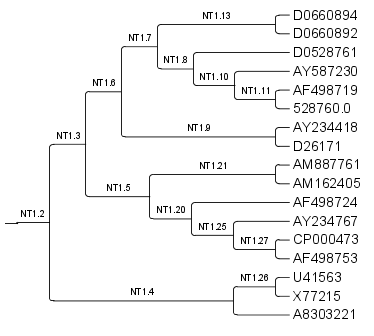 NT1.13
D0660894
D0660892
NT1.7
D0528761
NT1.8
AY587230
NT1.6
NT1.10
AF498719
NT1.11
528760.0
AY234418
NT1.9
D26171
NT1.3
AM887761
NT1.21
AM162405
NT1.5
AF498724
NT1.20
AY234767
NT1.2
NT1.25
CP000473
NT1.27
AF498753
U41563
NT1.26
X77215
NT1.4
A8303221